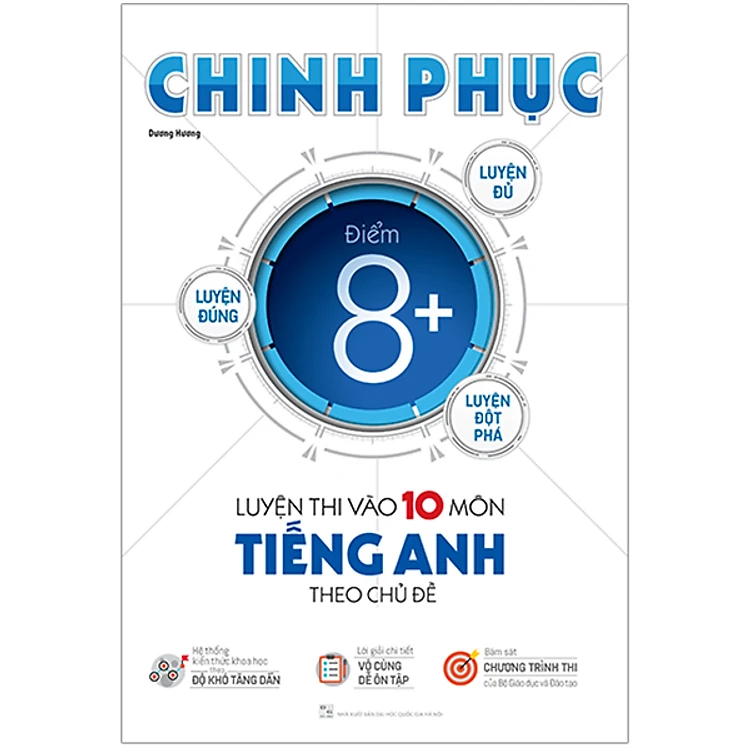 CHINH PHỤC
Dương Hương
LUYỆN
ĐỦ
Điểm
8+
LUYỆN
ĐÚNG
LUYỆN
ĐỘT
PHÁ
LUYỆN THI VÀO 10 MÔN
TIẾNG ANH
THEO CHỦ ĐỀ
Hệ thống
kiến thức khoa học
theo
ĐỘ KHÓ TĂNG DẦN
Lời giải chi tiết
VÔ CÙNG
DỄ ÔN TẬP
Bám sát
CHƯƠNG TRÌNH THI
của Bộ Giáo dục và Đào tạo
NHÀ XUẤT BẢN ĐẠI HỌC QUỐC GIA HÀ NỘI